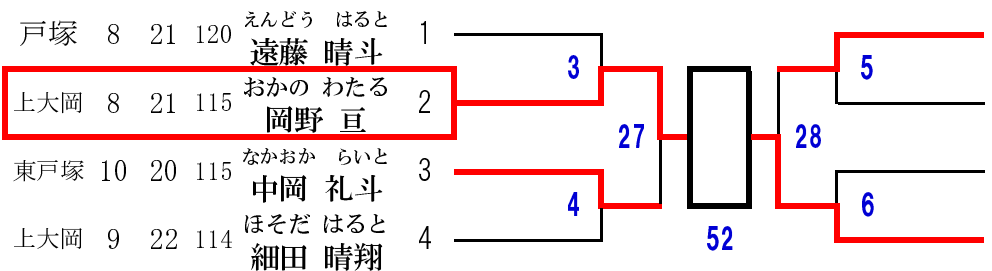 えんどう はると
戸塚 8 21 120 遠藤 晴斗 1
おかの わたる
上大岡 8 21 115 岡野 亘 2
なかおか らいと
東戸塚 10 20 115 中岡 礼斗 3
ほそだ はると
上大岡 9 22 114 細田 晴翔 4
3
4
27
52
28
5
6